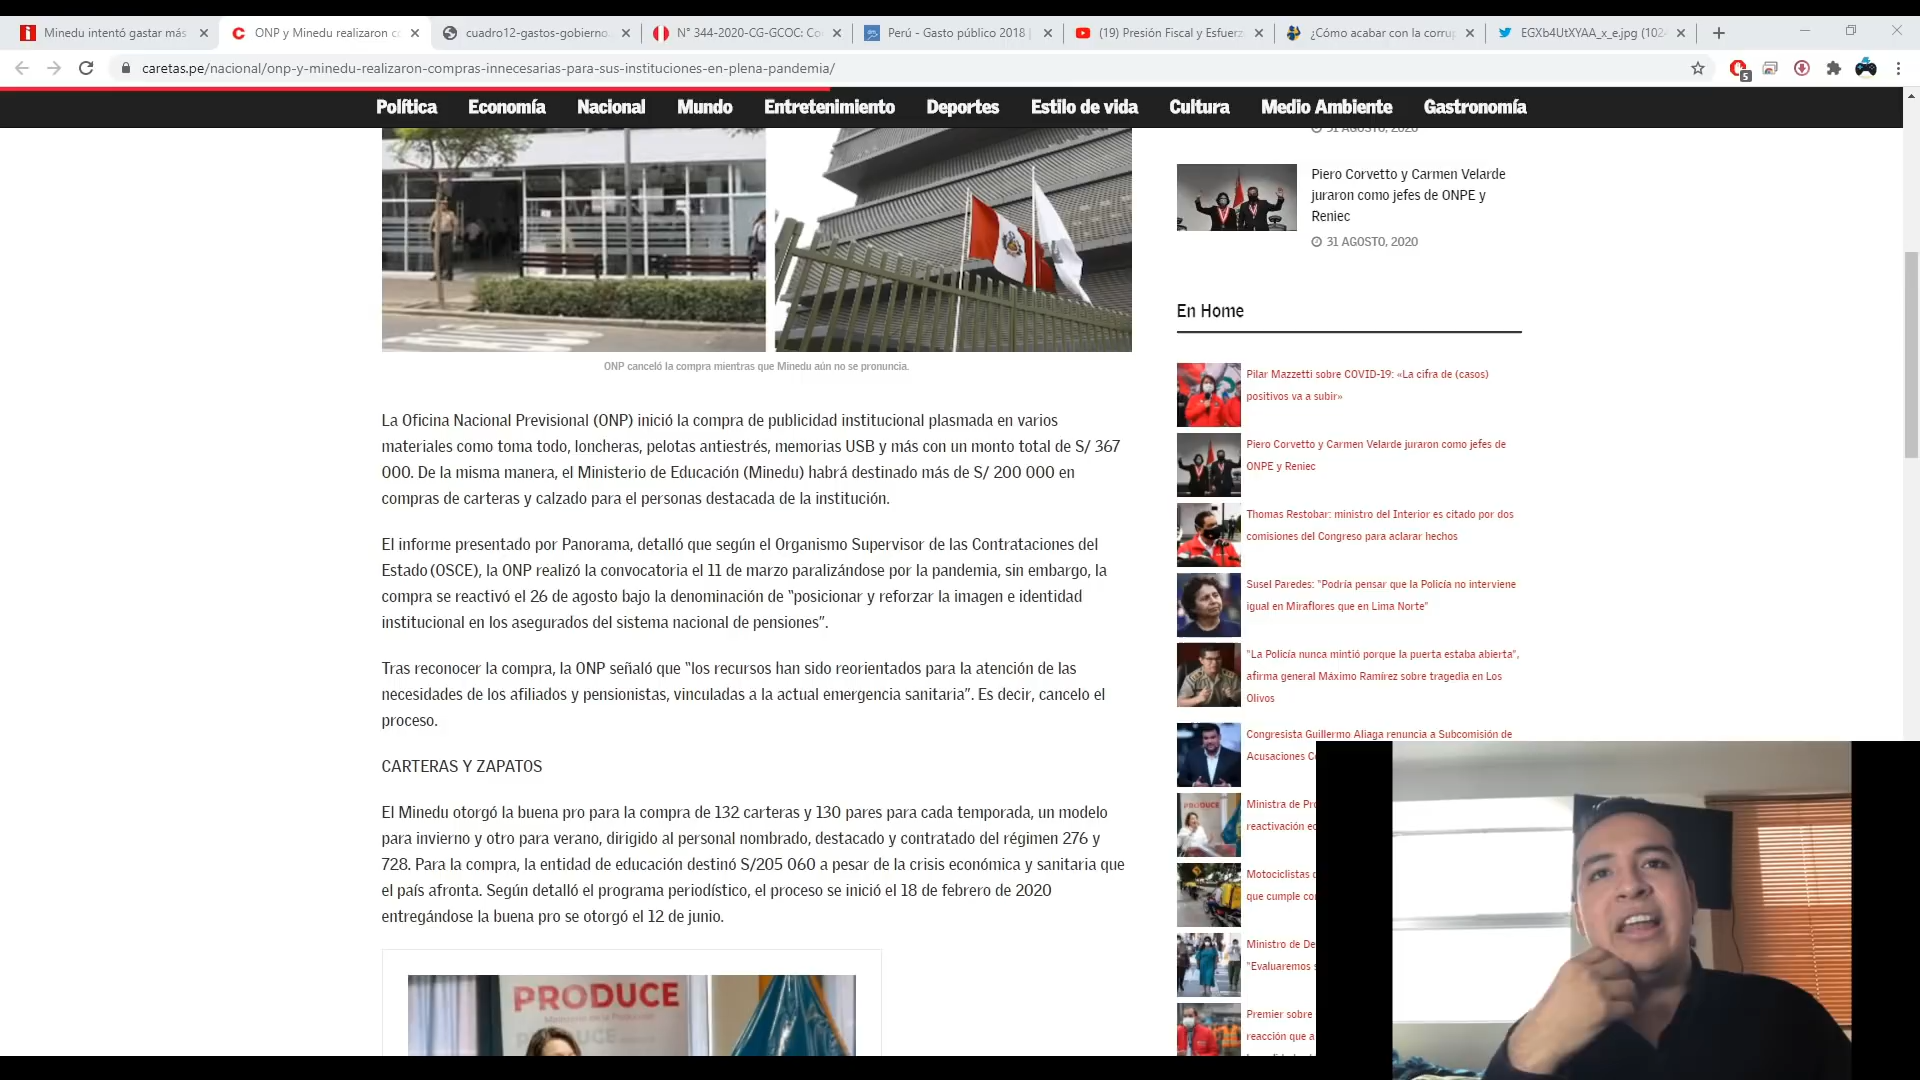 Minedu intentó gastar más
ONP y Minedu realizaron co
cuadro12-gastos-gobierno.
N° 344-2020-CG-GCOC: Co
Perú - Gasto público 2018
(19) Presión Fiscal y Esfuerz
¿Cómo acabar con la corrup
EGXb4UtXYAA_x_e.jpg (1024
caretas.pe/nacional/onp-y-minedu-realizaron-compras-innecesarias-para-sus-instituciones-en-plena-pandemia/
5
Política Economía Nacional Mundo Entretenimiento Deportes Estilo de vida Cultura Medio Ambiente Gastronomía
31 AGOSTO, 2020
Piero Corvetto y Carmen Velarde
juraron como jefes de ONPE y
Reniec
31 AGOSTO, 2020
ONP canceló la compra mientras que Minedu aún no se pronuncia.
La Oficina Nacional Previsional (ONP) inició la compra de publicidad institucional plasmada en varios
materiales como toma todo, loncheras, pelotas antiestrés, memorias USB y más con un monto total de S/ 367
000. De la misma manera, el Ministerio de Educación (Minedu) habrá destinado más de S/ 200 000 en
compras de carteras y calzado para el personas destacada de la institución.
El informe presentado por Panorama, detalló que según el Organismo Supervisor de las Contrataciones del
Estado (OSCE), la ONP realizó la convocatoria el 11 de marzo paralizándose por la pandemia, sin embargo, la
compra se reactivó el 26 de agosto bajo la denominación de "posicionar y reforzar la imagen e identidad
institucional en los asegurados del sistema nacional de pensiones".
Tras reconocer la compra, la ONP señaló que "los recursos han sido reorientados para la atención de las
necesidades de los afiliados y pensionistas, vinculadas a la actual emergencia sanitaria". Es decir, cancelo el
proceso.
CARTERAS Y ZAPATOS
El Minedu otorgó la buena pro para la compra de 132 carteras y 130 pares para cada temporada, un modelo
para invierno y otro para verano, dirigido al personal nombrado, destacado y contratado del régimen 276 y
728. Para la compra, la entidad de educación destinó S/205 060 a pesar de la crisis económica y sanitaria que
el país afronta. Según detalló el programa periodístico, el proceso se inició el 18 de febrero de 2020
entregándose la buena pro se otorgó el 12 de junio.
PRODUCE
Ministerio de la Producción
PRODUCE
En Home
Pilar Mazzetti sobre COVID-19: «La cifra de (casos)
positivos va a subir»
Piero Corvetto y Carmen Velarde juraron como jefes de
ONPE y Reniec
Thomas Restobar: ministro del Interior es citado por dos
comisiones del Congreso para aclarar hechos
Susel Paredes: "Podría pensar que la Policía no interviene
igual en Miraflores que en Lima Norte"
"La Policía nunca mintió porque la puerta estaba abierta",
afirma general Máximo Ramírez sobre tragedia en Los
Olivos
Congresista Guillermo Aliaga renuncia a Subcomisión de
Acusaciones Co
PRODUCE
Ministra de Pro
reactivación ec
Motociclistas d
que cumple con
Ministro de De
"Evaluaremos s
Premier sobre
reacción que a